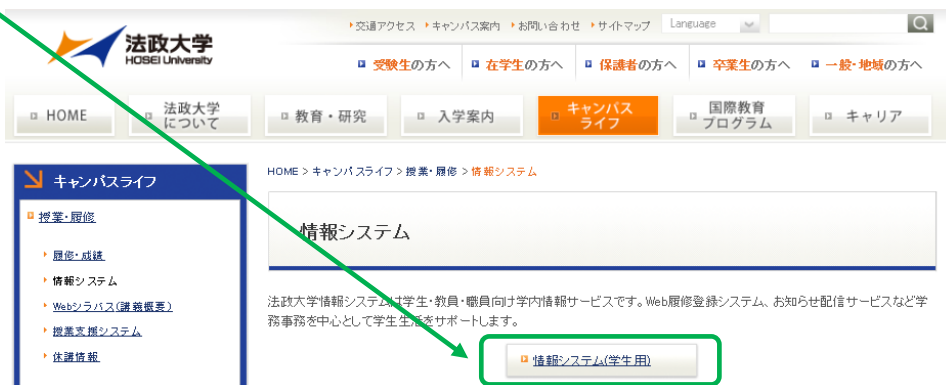 交通アクセス キャンパス案内 お問い合わせ サイトマップ Language
法政大学
HOSEI University
受験生の方へ 在学生の方へ 保護者の方へ 卒業生の方へ 一般・地域の方へ
HOME 法政大学について 教育・研究 入学案内 キャンパスライフ 国際教育プログラム キャリア
キャンパスライフ
HOME > キャンパスライフ > 授業・履修 > 情報システム
授業・履修
情報システム
履修・成績
情報システム
Webシラバス(講義概要)
授業支援システム
休講情報
法政大学情報システムは学生・教員・職員向け学内情報サービスです。Web履修登録システム、お知らせ配信サービスなど学
務事務を中心として学生生活をサポートします。
情報システム(学生用)